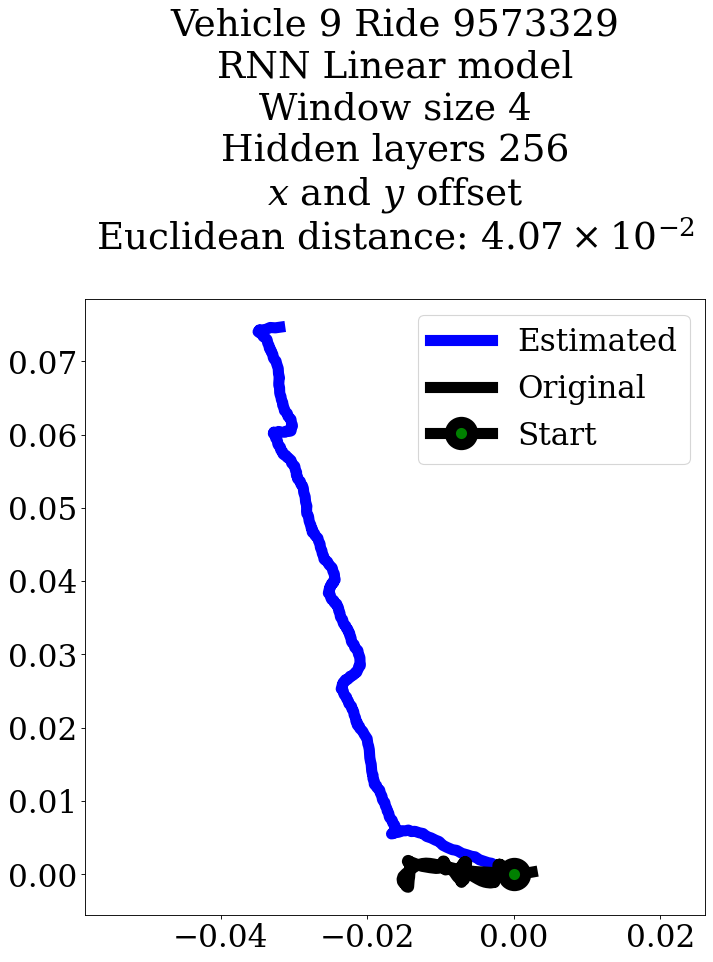 Vehicle 9 Ride 9573329
RNN Linear model
Window size 4
Hidden layers 256
x and y offset
Euclidean distance: 4.07 × 10⁻²
Estimated
Original
Start
0.07
0.06
0.05
0.04
0.03
0.02
0.01
0.00
−0.04 −0.02 0.00 0.02